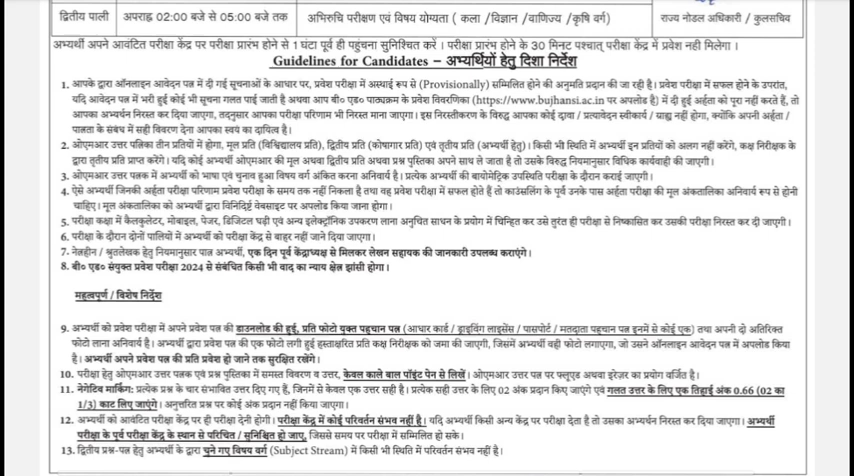 द्वितीय पाली अपराह्न 02:00 बजे से 05:00 बजे तक अभिरुचि परीक्षण एवं विषय योग्यता ( कला /विज्ञान /वाणिज्य /कृषि वर्ग) राज्य नोडल अधिकारी / कुलसचिव
अभ्यर्थी अपने आवंटित परीक्षा केंद्र पर परीक्षा प्रारंभ होने से 1 घंटा पूर्व ही पहुंचना सुनिश्चित करें । परीक्षा प्रारंभ होने के 30 मिनट पश्चात् परीक्षा केंद्र में प्रवेश नही मिलेगा ।
Guidelines for Candidates – अभ्यर्थियों हेतु दिशा निर्देश
1. आपके द्वारा ऑनलाइन आवेदन पत्र में दी गई सूचनाओं के आधार पर, प्रवेश परीक्षा में अस्थाई रूप से (Provisionally) सम्मिलित होने की अनुमति प्रदान की जा रही है। प्रवेश परीक्षा में सफल होने के उपरांत,
यदि आवेदन पत्र में भरी हुई कोई भी सूचना गलत पाई जाती है अथवा आप बी० एड० पाठ्यक्रम के प्रवेश विवरणिका (https://www.bujhansi.ac.in पर अपलोड है) में दी हुई अर्हता को पूरा नहीं करते हैं, तो
आपका अभ्यर्थन निरस्त कर दिया जाएगा, तदनुसार आपका परीक्षा परिणाम भी निरस्त माना जाएगा। इस निरस्तीकरण के विरुद्ध आपका कोई दावा / प्रत्यावेदन स्वीकार्य / ग्राह्य नहीं होगा, क्योंकि अपनी अर्हता /
पात्रता के संबंध में सही विवरण देना आपका स्वयं का दायित्व है।
2. ओएमआर उत्तर पत्रिका तीन प्रतियों में होगा, मूल प्रति (विश्विद्यालय प्रति), द्वितीय प्रति (कोषागार प्रति) एवं तृतीय प्रति (अभ्यर्थी हेतु)। किसी भी स्थिति में अभ्यर्थी इन प्रतियों को अलग नहीं करेंगे, कक्ष निरीक्षक के
द्वारा तृतीय प्रति प्राप्त करेंगे। यदि कोई अभ्यर्थी ओएमआर की मूल अथवा द्वितीय प्रति अथवा प्रश्न पुस्तिका अपने साथ ले जाता है तो उसके विरुद्ध नियमानुसार विधिक कार्यवाही की जाएगी।
3. ओएमआर उत्तर पत्रक में अभ्यर्थी को भाषा एवं चुनाव हुआ विषय वर्ग अंकित करना अनिवार्य है। प्रत्येक अभ्यर्थी की बायोमेट्रिक उपस्थिति परीक्षा के दौरान कराई जाएगी।
4. ऐसे अभ्यर्थी जिनकी अर्हता परीक्षा परिणाम प्रवेश परीक्षा के समय तक नहीं निकला है तथा वह प्रवेश परीक्षा में सफल होते हैं तो काउंसलिंग के पूर्व उनके पास अर्हता परीक्षा की मूल अंकतालिका अनिवार्य रूप से होनी
चाहिए। मूल अंकतालिका को अभ्यर्थी द्वारा विनिर्दिष्ट वेबसाइट पर अपलोड किया जाना होगा।
5. परीक्षा कक्षा में कैलकुलेटर, मोबाइल, पेजर, डिजिटल घड़ी एवं अन्य इलेक्ट्रॉनिक उपकरण लाना अनुचित साधन के प्रयोग में चिन्हित कर उसे तुरंत ही परीक्षा से निष्कासित कर उसकी परीक्षा निरस्त कर दी जाएगी।
6. परीक्षा के दौरान दोनों पालियों में अभ्यर्थी को परीक्षा केंद्र से बाहर नहीं जाने दिया जाएगा।
7. नेत्रहीन / श्रुतलेखक हेतु नियमानुसार पात्र अभ्यर्थी, एक दिन पूर्व केंद्राध्यक्ष से मिलकर लेखन सहायक की जानकारी उपलब्ध कराएंगे।
8. बी० एड० संयुक्त प्रवेश परीक्षा 2024 से संबंधित किसी भी वाद का न्याय क्षेत्र झांसी होगा।
महत्वपूर्ण / विशेष निर्देश
9. अभ्यर्थी को प्रवेश परीक्षा में अपने प्रवेश पत्र की डाउनलोड की हुई, प्रति फोटो युक्त पहचान पत्र (आधार कार्ड / ड्राइविंग लाइसेंस / पासपोर्ट / मतदाता पहचान पत्र इनमें से कोई एक) तथा अपनी दो अतिरिक्त
फोटो लाना अनिवार्य है। अभ्यर्थी द्वारा प्रवेश पत्र की एक फोटो लगी हुई हस्ताक्षरित प्रति कक्ष निरीक्षक को जमा की जाएगी, जिसमें अभ्यर्थी वही फोटो लगाएगा, जो उसने ऑनलाइन आवेदन पत्र में अपलोड किया
है। अभ्यर्थी अपने प्रवेश पत्र की प्रति प्रवेश हो जाने तक सुरक्षित रखेंगे।
10. परीक्षा हेतु ओएमआर उत्तर पत्रक एवं प्रश्न पुस्तिका में समस्त विवरण व उत्तर, केवल काले बाल पॉइंट पेन से लिखें। ओएमआर उत्तर पत्र पर फ्लूएड अथवा इरेज़र का प्रयोग वर्जित है।
11. नेगेटिव मार्किंग: प्रत्येक प्रश्न के चार संभावित उत्तर दिए गए हैं, जिनमें से केवल एक उत्तर सही है। प्रत्येक सही उत्तर के लिए 02 अंक प्रदान किए जाएंगे एवं गलत उत्तर के लिए एक तिहाई अंक 0.66 (02 का
1/3) काट लिए जाएंगे। अनुत्तरित प्रश्न पर कोई अंक प्रदान नहीं किया जाएगा।
12. अभ्यर्थी को आवंटित परीक्षा केंद्र पर ही परीक्षा देनी होगी। परीक्षा केंद्र में कोई परिवर्तन संभव नहीं है। यदि अभ्यर्थी किसी अन्य केंद्र पर परीक्षा देता है तो उसका अभ्यर्थन निरस्त कर दिया जाएगा। अभ्यर्थी
परीक्षा के पूर्व परीक्षा केंद्र के स्थान से परिचित / सुनिश्चित हो जाए, जिससे समय पर परीक्षा में सम्मिलित हो सके।
13. द्वितीय प्रश्न-पत्र हेतु अभ्यर्थी के द्वारा चुने गए विषय वर्ग (Subject Stream) में किसी भी स्थिति में परिवर्तन संभव नहीं है।